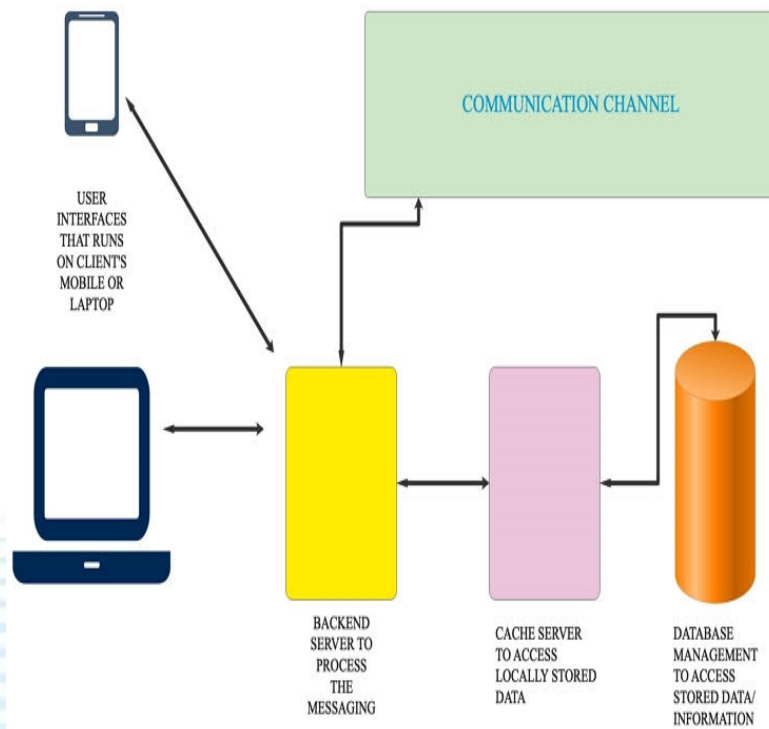 COMMUNICATION CHANNEL
USER
INTERFACES
THAT RUNS
ON CLIENT'S
MOBILE OR
LAPTOP
BACKEND
SERVER TO
PROCESS
THE
MESSAGING
CACHE SERVER
TO ACCESS
LOCALLY STORED
DATA
DATABASE
MANAGEMENT
TO ACCESS
STORED DATA/
INFORMATION